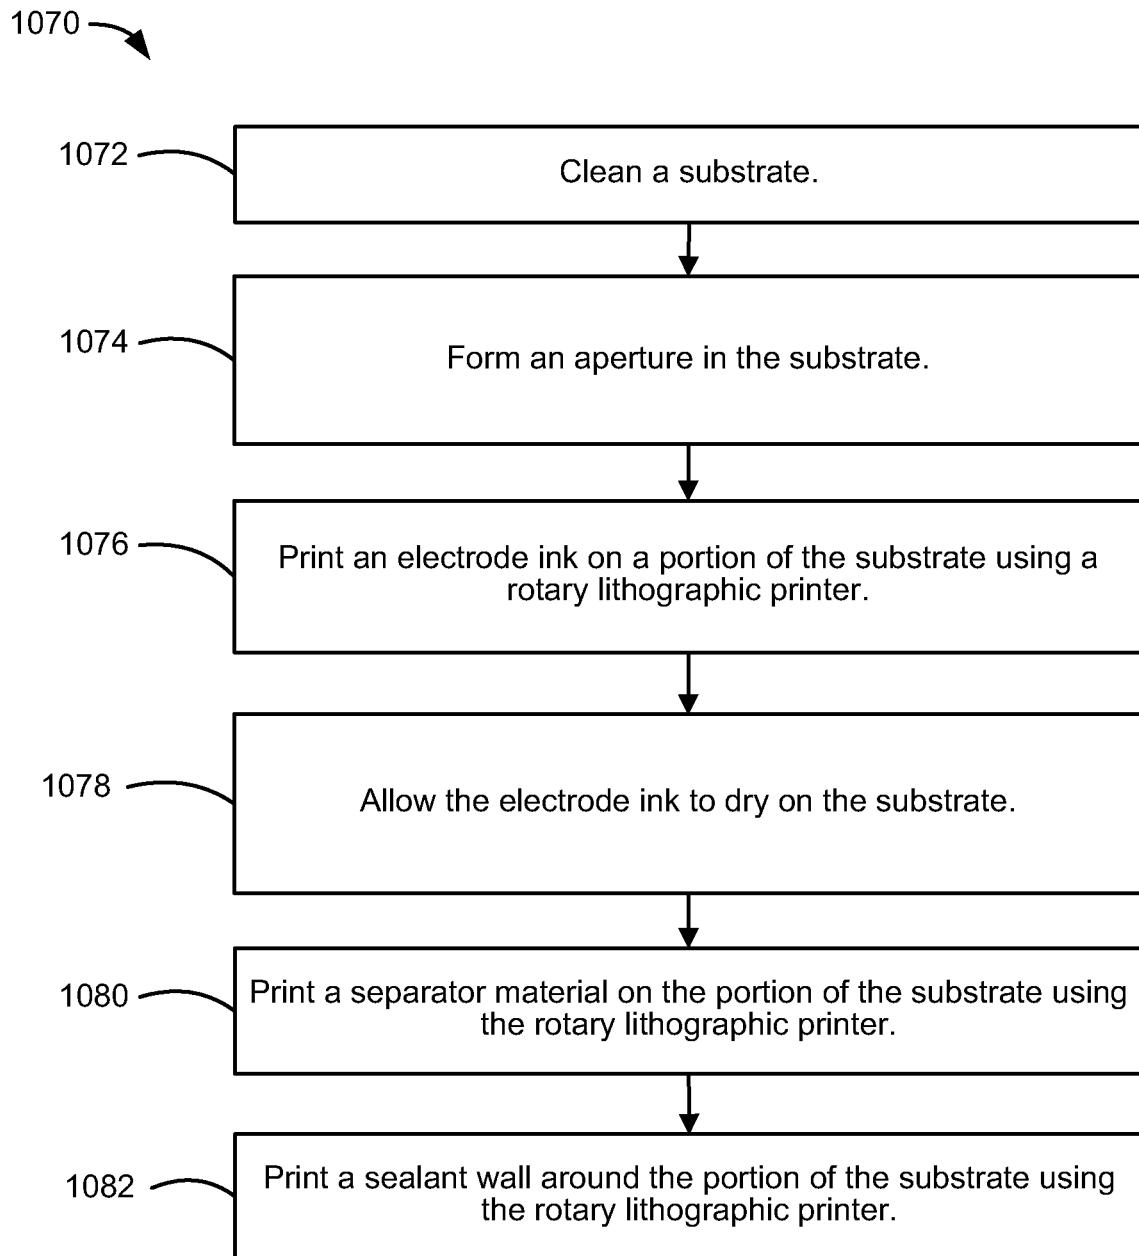 1070
1072
Clean a substrate.
1074
Form an aperture in the substrate.
1076
Print an electrode ink on a portion of the substrate using a
rotary lithographic printer.
1078
Allow the electrode ink to dry on the substrate.
1080
Print a separator material on the portion of the substrate using
the rotary lithographic printer.
1082
Print a sealant wall around the portion of the substrate using
the rotary lithographic printer.